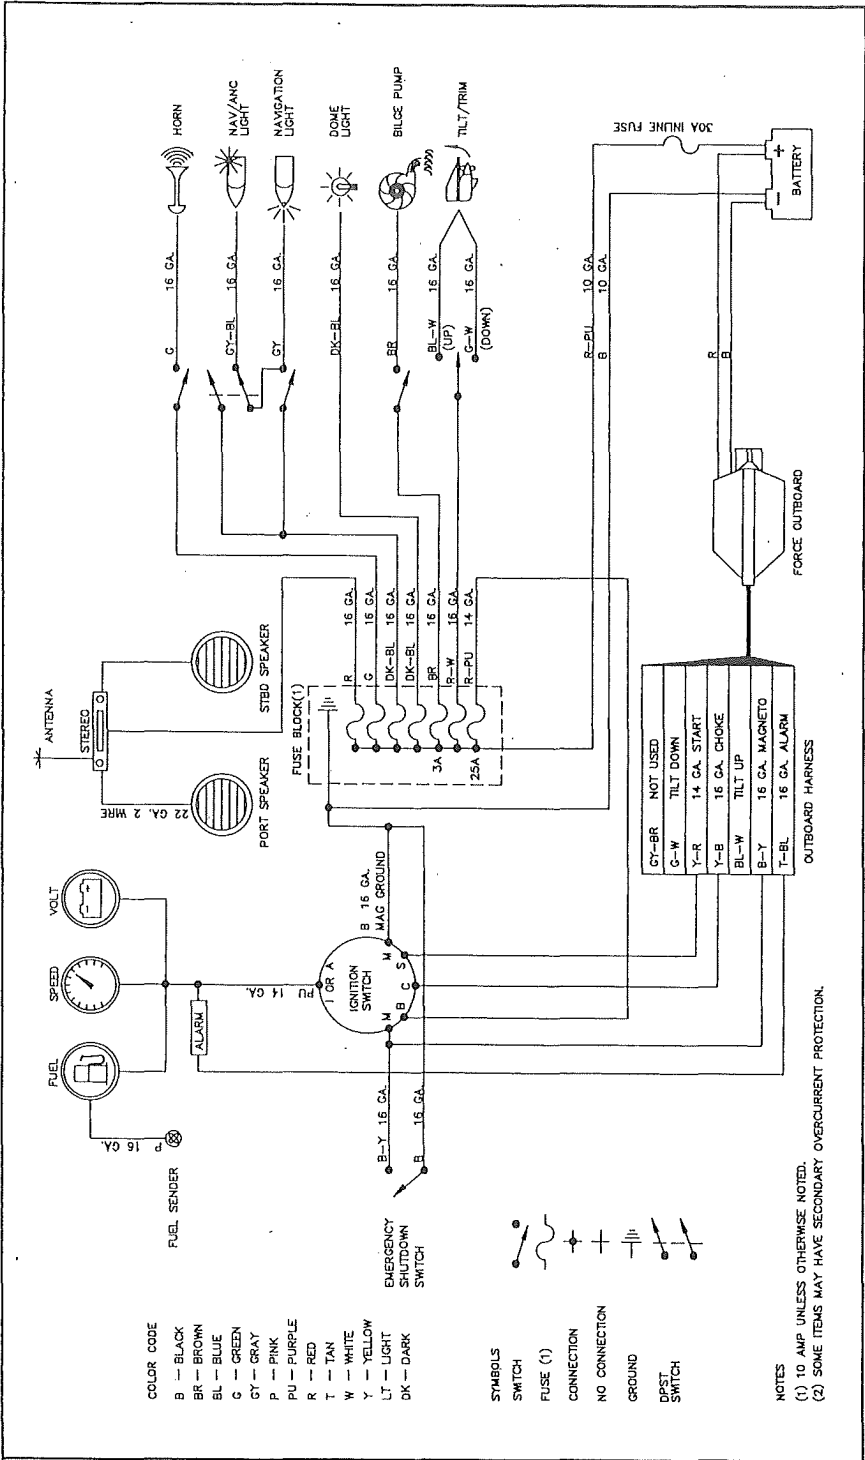 HORN
NAV/ANC
LIGHT
NAVIGATION
LIGHT
DOME
LIGHT
BILGE PUMP
TILT/TRIM
16 GA.
16 GA.
16 GA.
16 GA.
16 GA.
16 GA.
16 GA.
G
GY-BL
GY
DK-BL
BR
BL-W
(UP)
G-W
(DOWN)
30A INLINE FUSE
+
-
BATTERY
R-PU 10 GA.
B 10 GA.
R
B
FORCE OUTBOARD
ANTENNA
STEREO
STBD SPEAKER
PORT SPEAKER
22 GA. 2 WIRE
FUSE BLOCK(1)
R 16 GA.
G 16 GA.
DK-BL 16 GA.
DK-BL 16 GA.
BR 16 GA.
R-W 16 GA.
R-PU 14 GA.
3A
25A
VOLT
SPEED
FUEL
ALARM
PU 14 GA.
P 16 GA.
FUEL SENDER
B 16 GA.
MAG GROUND
I OR A
IGNITION
SWITCH
M
B
C
S
M
B-Y 16 GA.
B 16 GA.
EMERGENCY
SHUTDOWN
SWITCH
GY-BR NOT USED
G-W TILT DOWN
Y-R 14 GA. START
Y-B 16 GA. CHOKE
BL-W TILT UP
B-Y 16 GA. MAGNETO
T-BL 16 GA. ALARM
OUTBOARD HARNESS
COLOR CODE
B - BLACK
BR - BROWN
BL - BLUE
G - GREEN
GY - GRAY
P - PINK
PU - PURPLE
R - RED
T - TAN
W - WHITE
Y - YELLOW
LT - LIGHT
DK - DARK
SYMBOLS
SWITCH
FUSE (1)
CONNECTION
NO CONNECTION
GROUND
DPST
SWITCH
NOTES
(1) 10 AMP UNLESS OTHERWISE NOTED.
(2) SOME ITEMS MAY HAVE SECONDARY OVERCURRENT PROTECTION.